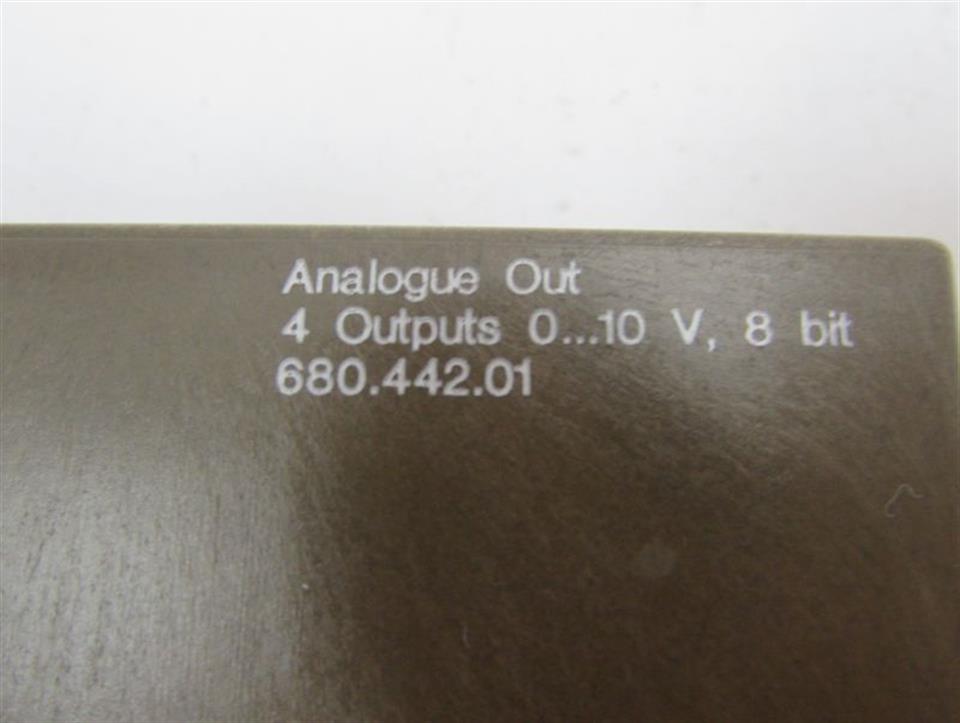 Analogue Out
4 Outputs 0...10 V, 8 bit
680.442.01